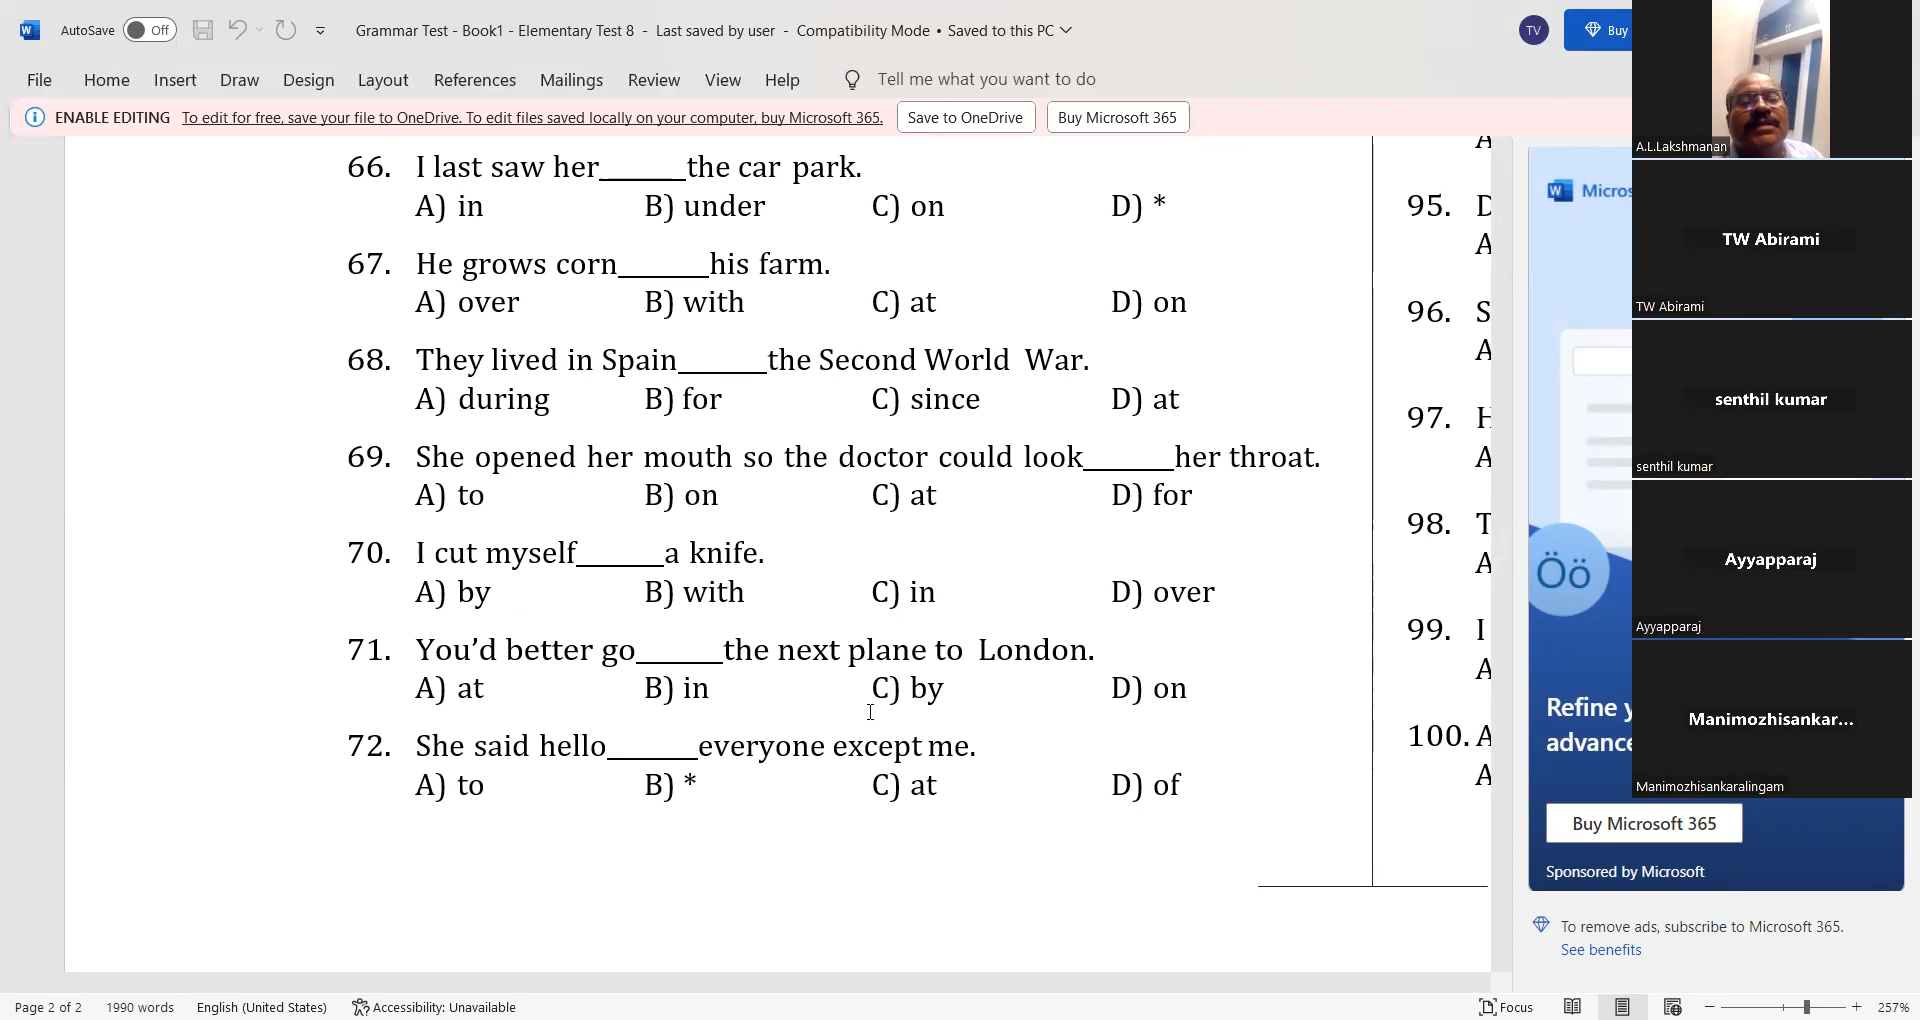 AutoSave Off Grammar Test - Book1 - Elementary Test 8 - Last saved by user - Compatibility Mode • Saved to this PC TV Buy
File Home Insert Draw Design Layout References Mailings Review View Help Tell me what you want to do
ENABLE EDITING To edit for free, save your file to OneDrive. To edit files saved locally on your computer, buy Microsoft 365. Save to OneDrive Buy Microsoft 365
66. I last saw her______the car park.
A) in B) under C) on D) *
67. He grows corn______his farm.
A) over B) with C) at D) on
68. They lived in Spain______the Second World War.
A) during B) for C) since D) at
69. She opened her mouth so the doctor could look______her throat.
A) to B) on C) at D) for
70. I cut myself______a knife.
A) by B) with C) in D) over
71. You’d better go______the next plane to London.
A) at B) in C) by D) on
72. She said hello______everyone except me.
A) to B) * C) at D) of
A
95. D
A
96. S
A
97. H
A
98. T
A
99. I
A
100. A
A
Öö
Buy Microsoft 365
Sponsored by Microsoft
To remove ads, subscribe to Microsoft 365.
See benefits
A.L.Lakshmanan
TW Abirami
TW Abirami
senthil kumar
senthil kumar
Ayyapparaj
Ayyapparaj
Manimozhisankar...
Manimozhisankaralingam
Page 2 of 2 1990 words English (United States) Accessibility: Unavailable Focus 257%